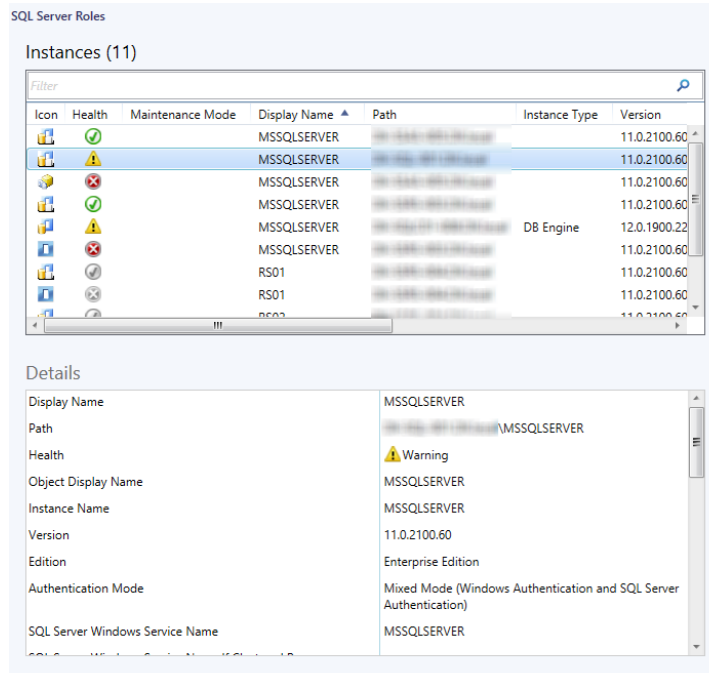 SQL Server Roles
Instances (11)
Filter
Icon Health Maintenance Mode Display Name Path Instance Type Version
MSSQLSERVER 11.0.2100.60
MSSQLSERVER 11.0.2100.60
MSSQLSERVER 11.0.2100.60
MSSQLSERVER 11.0.2100.60
MSSQLSERVER DB Engine 12.0.1900.22
MSSQLSERVER 11.0.2100.60
RS01 11.0.2100.60
RS01 11.0.2100.60
Details
Display Name MSSQLSERVER
Path \MSSQLSERVER
Health Warning
Object Display Name MSSQLSERVER
Instance Name MSSQLSERVER
Version 11.0.2100.60
Edition Enterprise Edition
Authentication Mode Mixed Mode (Windows Authentication and SQL Server
Authentication)
SQL Server Windows Service Name MSSQLSERVER